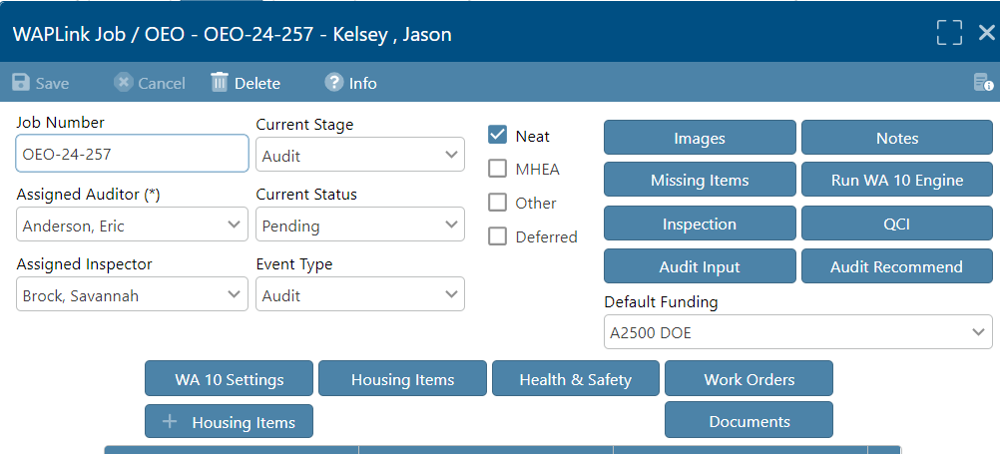 WAPLink Job / OEO - OEO-24-257 - Kelsey , Jason
Save Cancel Delete Info
Job Number
OEO-24-257
Current Stage
Audit
Assigned Auditor (*)
Anderson, Eric
Current Status
Pending
Assigned Inspector
Brock, Savannah
Event Type
Audit
Neat
MHEA
Other
Deferred
Images Notes
Missing Items Run WA 10 Engine
Inspection QCI
Audit Input Audit Recommend
Default Funding
A2500 DOE
WA 10 Settings Housing Items Health & Safety Work Orders
+ Housing Items Documents